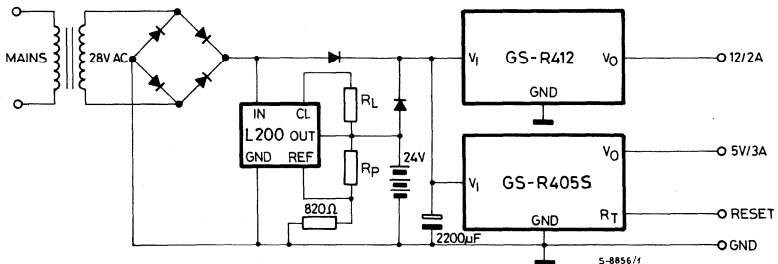 MAINS
28V AC
IN
CL
L200
OUT
GND
REF
RL
RP
820Ω
24V
2200µF
VI
GS-R412
VO
GND
12/2A
VI
GS-R405S
VO
GND
RT
5V/3A
RESET
GND
S-8856/1